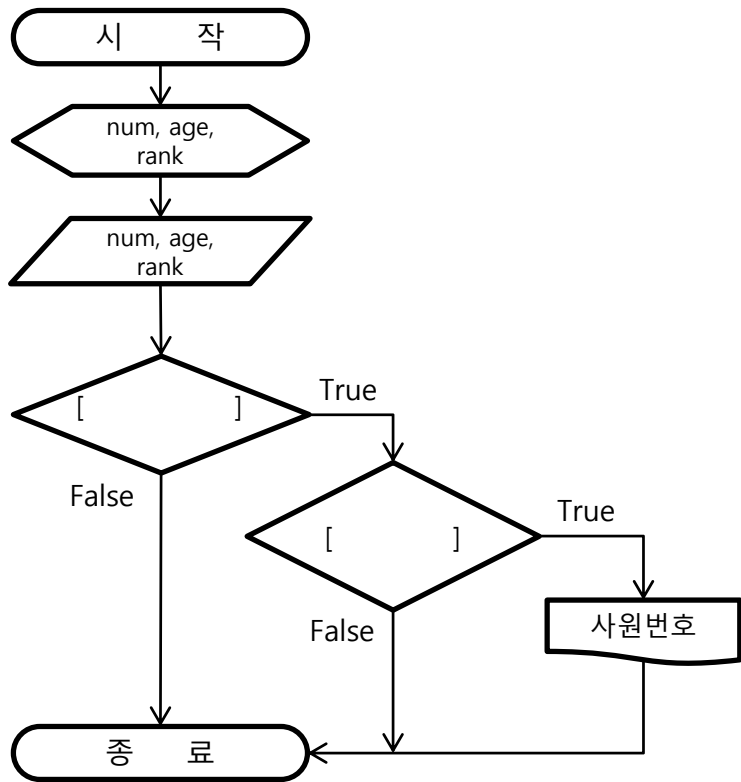 시 작
num, age,
rank
num, age,
rank
[ ]
True
False
[ ]
True
False
사원번호
종 료